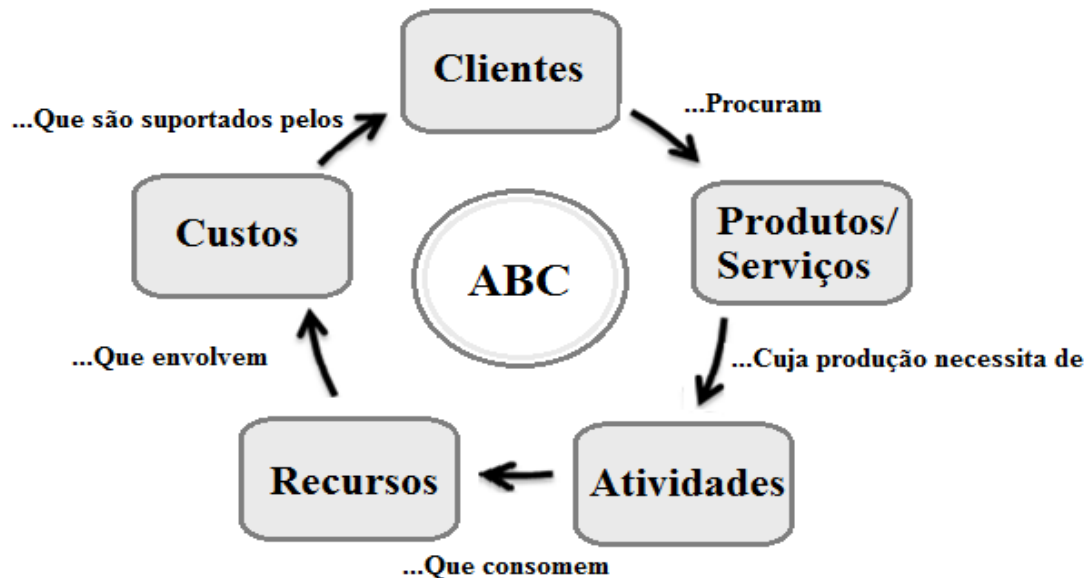 Clientes
...Procuram
...Que são suportados pelos
Custos
Produtos/
Serviços
ABC
...Que envolvem
...Cuja produção necessita de
Recursos
Atividades
...Que consomem